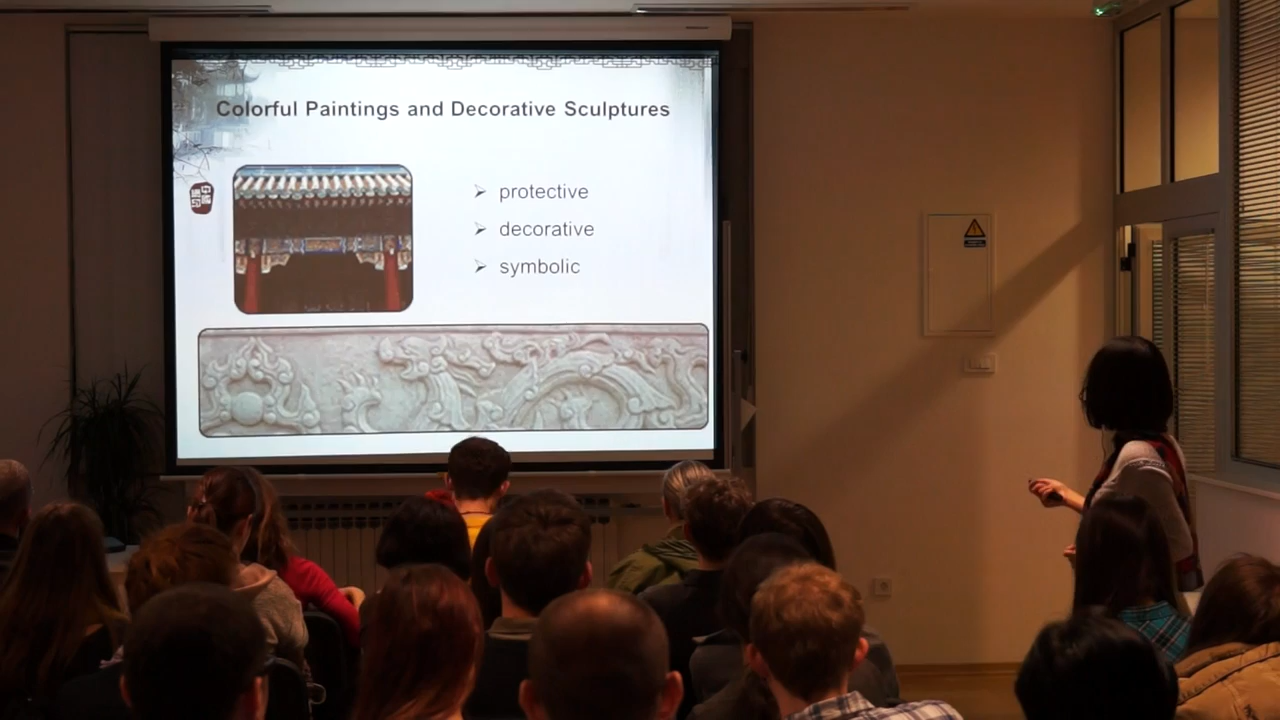 Colorful Paintings and Decorative Sculptures
protective
decorative
symbolic